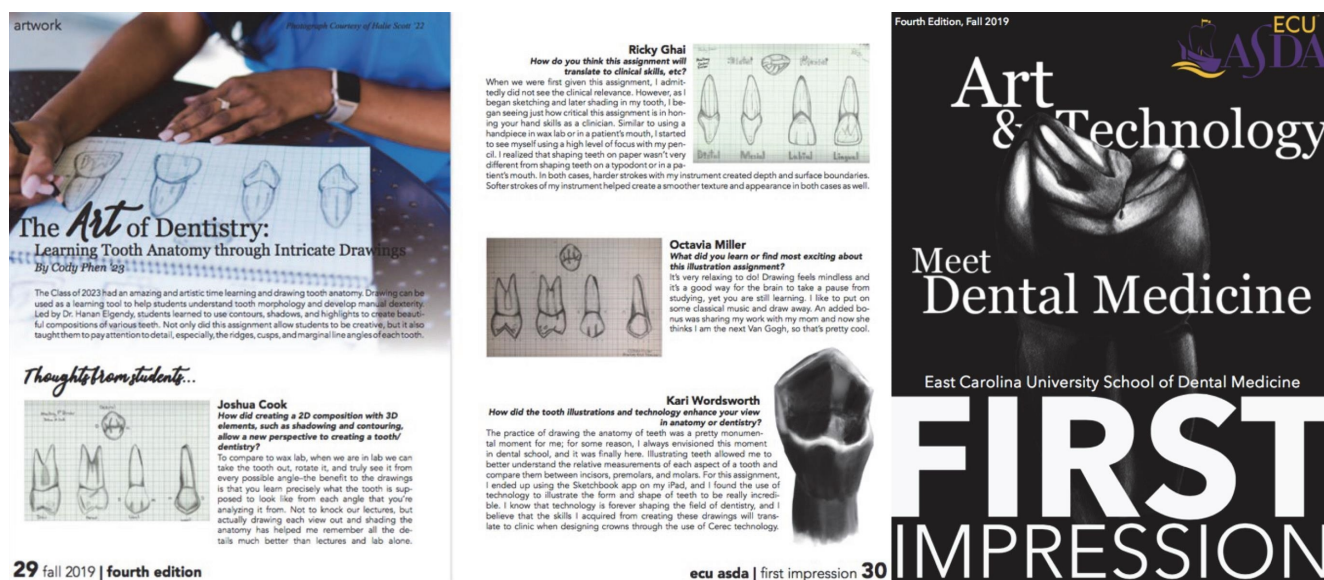 artwork
Photograph Courtesy of Halie Scott '22
The Art of Dentistry:
Learning Tooth Anatomy through Intricate Drawings
By Cody Phen '23
The Class of 2023 had an amazing and artistic time learning and drawing tooth anatomy. Drawing can be
used as a learning tool to help students understand tooth morphology and develop manual dexterity.
Led by Dr. Hanan Elgendy, students learned to use contours, shadows, and highlights to create beauti-
ful compositions of various teeth. Not only did this assignment allow students to be creative, but it also
taught them to pay attention to detail, especially, the ridges, cusps, and marginal line angles of each tooth.
Thoughts from students...
Joshua Cook
How did creating a 2D composition with 3D
elements, such as shadowing and contouring,
allow a new perspective to creating a tooth/
dentistry?
To compare to wax lab, when we are in lab we can
take the tooth out, rotate it, and truly see it from
every possible angle–the benefit to the drawings
is that you learn precisely what the tooth is sup-
posed to look like from each angle that you're
analyzing it from. Not to knock our lectures, but
actually drawing each view out and shading the
anatomy has helped me remember all the de-
tails much better than lectures and lab alone.
29 fall 2019 | fourth edition
Ricky Ghai
How do you think this assignment will
translate to clinical skills, etc?
When we were first given this assignment, I admit-
tedly did not see the clinical relevance. However, as I
began sketching and later shading in my tooth, I be-
gan seeing just how critical this assignment is in hon-
ing your hand skills as a clinician. Similar to using a
handpiece in wax lab or in a patient's mouth, I started
to see myself using a high level of focus with my pen-
cil. I realized that shaping teeth on paper wasn't very
different from shaping teeth on a typodont or in a pa-
tient's mouth. In both cases, harder strokes with my instrument created depth and surface boundaries.
Softer strokes of my instrument helped create a smoother texture and appearance in both cases as well.
Distal
Mesial
Labial
Lingual
Octavia Miller
What did you learn or find most exciting about
this illustration assignment?
It's very relaxing to do! Drawing feels mindless and
it's a good way for the brain to take a pause from
studying, yet you are still learning. I like to put on
some classical music and draw away. An added bo-
nus was sharing my work with my mom and now she
thinks I am the next Van Gogh, so that's pretty cool.
Kari Wordsworth
How did the tooth illustrations and technology enhance your view
in anatomy or dentistry?
The practice of drawing the anatomy of teeth was a pretty monumen-
tal moment for me; for some reason, I always envisioned this moment
in dental school, and it was finally here. Illustrating teeth allowed me to
better understand the relative measurements of each aspect of a tooth and
compare them between incisors, premolars, and molars. For this assignment,
I ended up using the Sketchbook app on my iPad, and I found the use of
technology to illustrate the form and shape of teeth to be really incredi-
ble. I know that technology is forever shaping the field of dentistry, and I
believe that the skills I acquired from creating these drawings will trans-
late to clinic when designing crowns through the use of Cerec technology.
ecu asda | first impression 30
Fourth Edition, Fall 2019
ECU
ASDA
Art
& Technology
Meet
Dental Medicine
East Carolina University School of Dental Medicine
FIRST
IMPRESSION